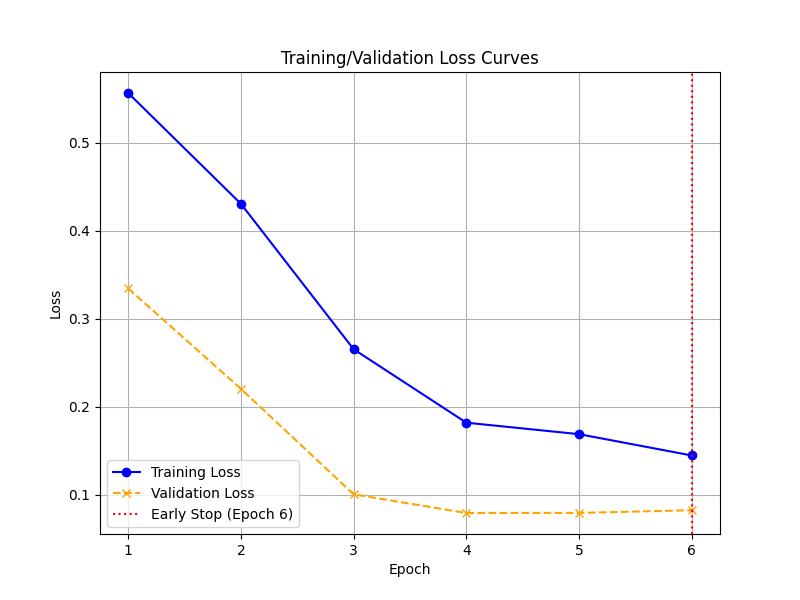 Training/Validation Loss Curves
0.5
0.4
0.3
0.2
0.1
Loss
Training Loss
Validation Loss
Early Stop (Epoch 6)
1 2 3 4 5 6
Epoch